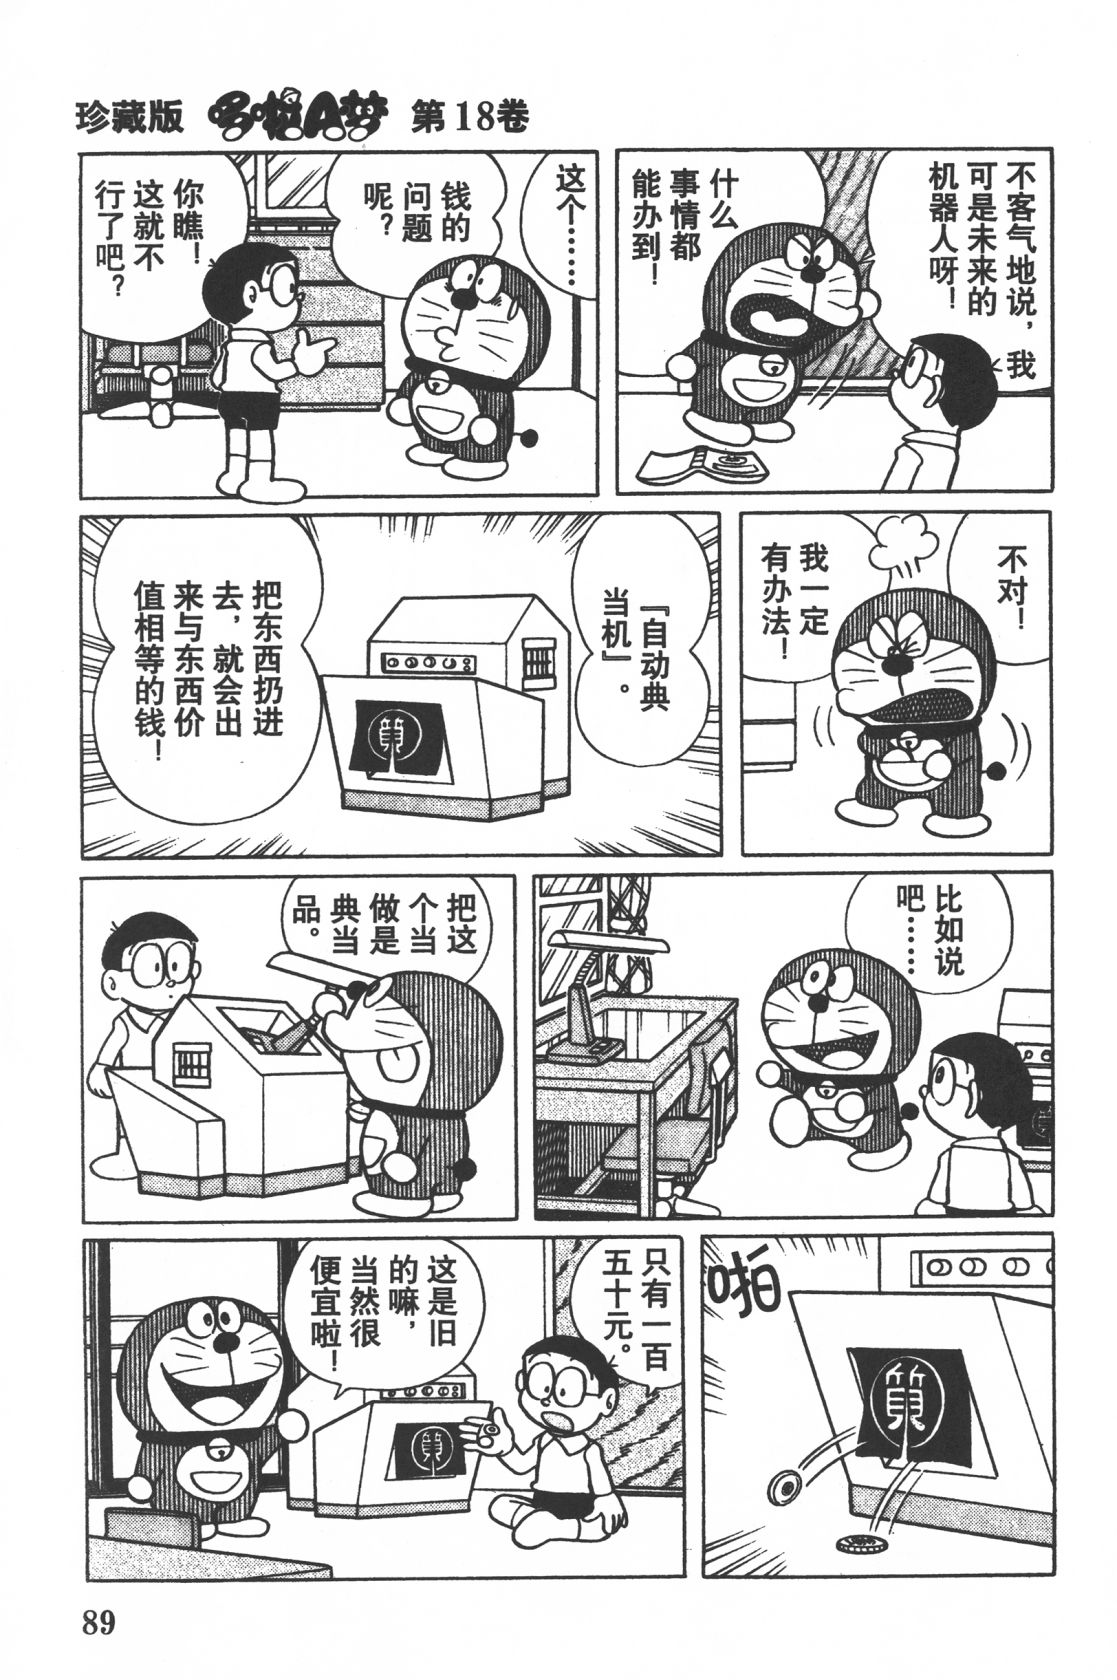 珍藏版 哆啦A梦 第18卷
不客气地说，我
可是未来的
机器人呀！
什么
事情都
能办到！
这个……
钱的
问题
呢？
你瞧！
这就不
行了吧？
不对！
我一定
有办法！
『自动典
当机』。
把东西扔进
去，就会出
来与东西价
值相等的钱！
比如说
吧……
把这
个当
做是
典当
品。
啪
只有一百
五十元。
这是旧
的嘛，
当然很
便宜啦！
89